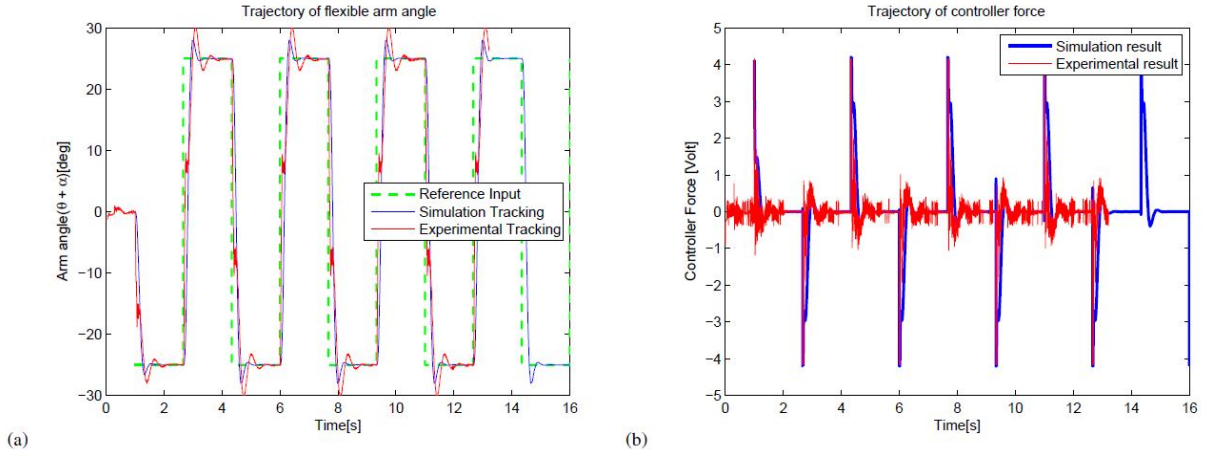 Trajectory of flexible arm angle
30
20
10
0
−10
−20
−30
Arm angle(θ + α)[deg]
Reference Input
Simulation Tracking
Experimental Tracking
0 2 4 6 8 10 12 14 16
Time[s]
(a)
Trajectory of controller force
5
4
3
2
1
0
−1
−2
−3
−4
−5
Controller Force [Volt]
Simulation result
Experimental result
0 2 4 6 8 10 12 14 16
Time[s]
(b)